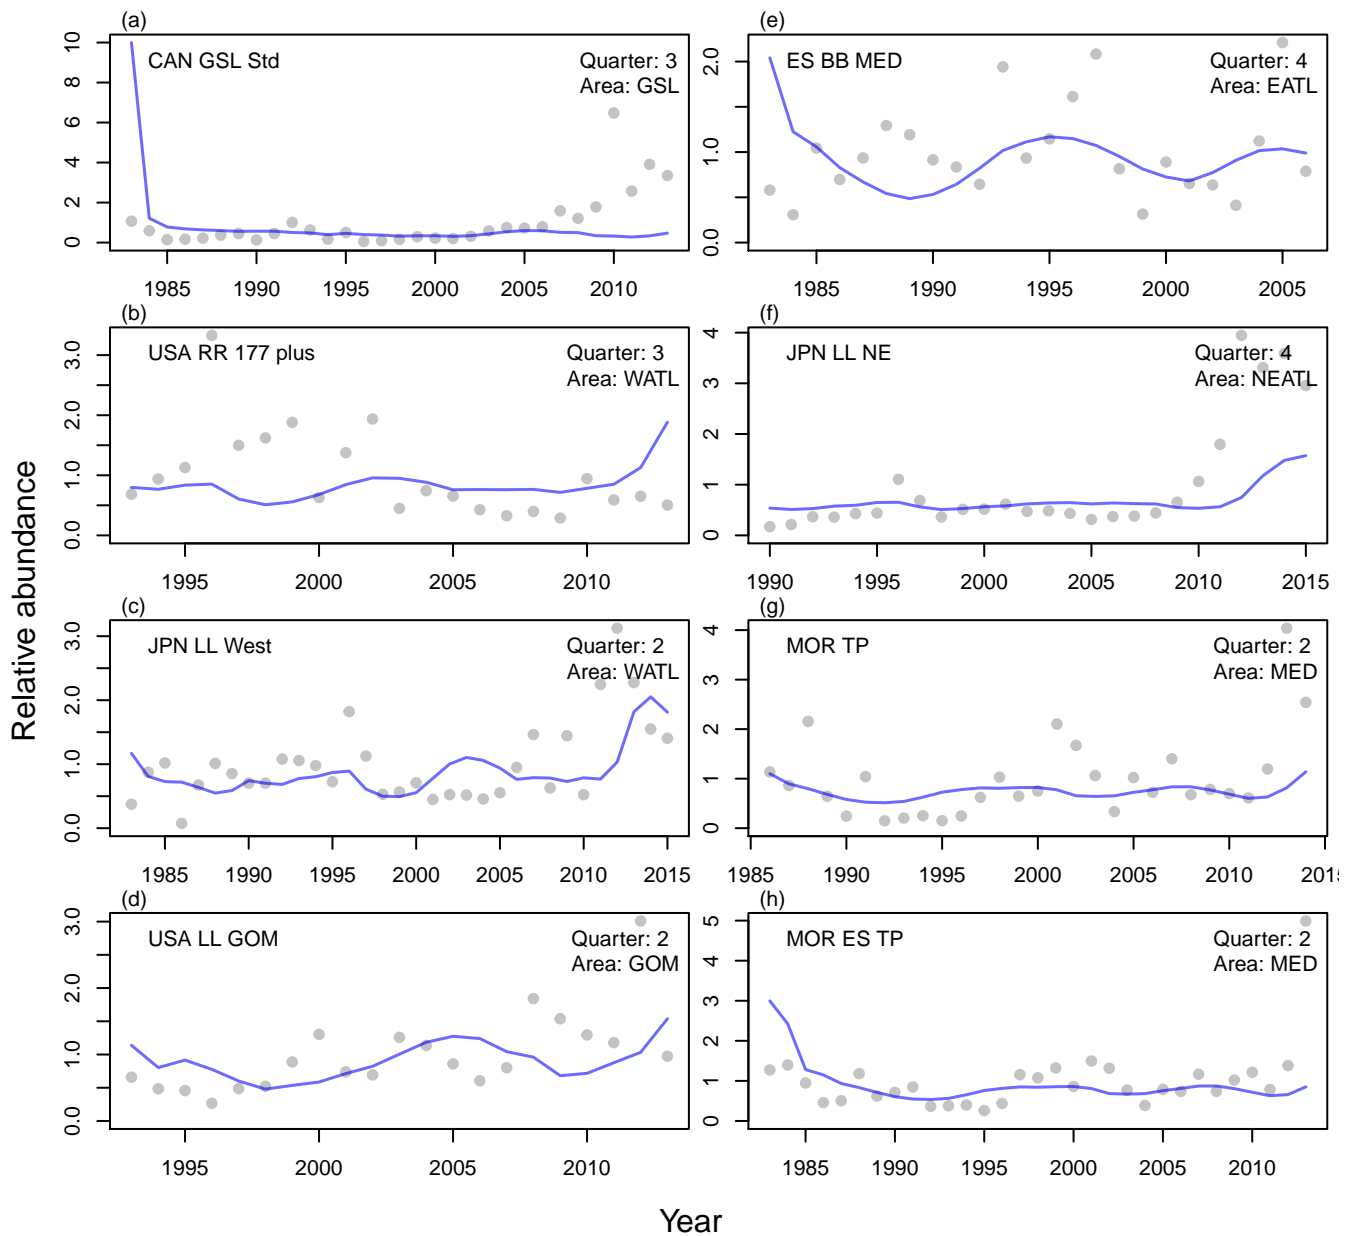 (a)
CAN GSL Std
Quarter: 3
Area: GSL
0 2 4 6 8 10
1985 1990 1995 2000 2005 2010
(e)
ES BB MED
Quarter: 4
Area: EATL
0.0 1.0 2.0
1985 1990 1995 2000 2005
(b)
USA RR 177 plus
Quarter: 3
Area: WATL
0.0 1.0 2.0 3.0
1995 2000 2005 2010
(f)
JPN LL NE
Quarter: 4
Area: NEATL
0 1 2 3 4
1990 1995 2000 2005 2010 2015
(c)
JPN LL West
Quarter: 2
Area: WATL
0.0 1.0 2.0 3.0
1985 1990 1995 2000 2005 2010 2015
(g)
MOR TP
Quarter: 2
Area: MED
0 1 2 3 4
1985 1990 1995 2000 2005 2010 201
(d)
USA LL GOM
Quarter: 2
Area: GOM
0.0 1.0 2.0 3.0
1995 2000 2005 2010
(h)
MOR ES TP
Quarter: 2
Area: MED
0 1 2 3 4 5
1985 1990 1995 2000 2005 2010
Relative abundance
Year